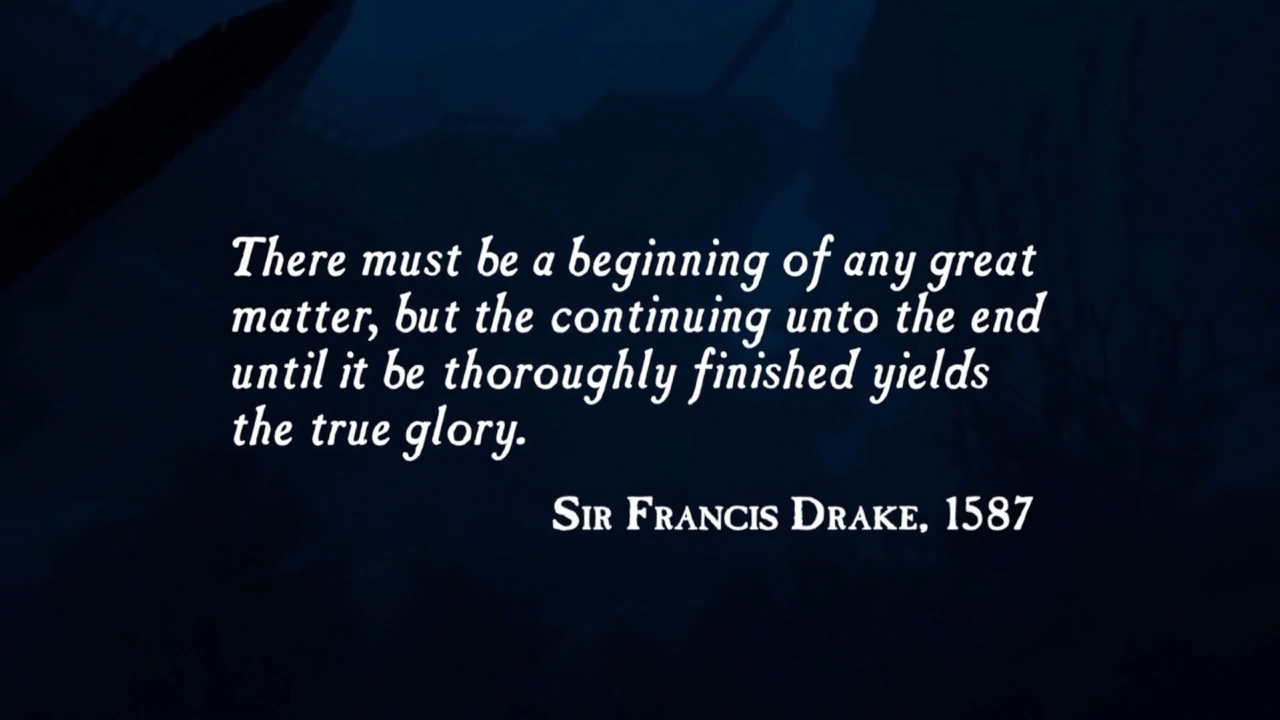 There must be a beginning of any great
matter, but the continuing unto the end
until it be thoroughly finished yields
the true glory.
Sir Francis Drake, 1587